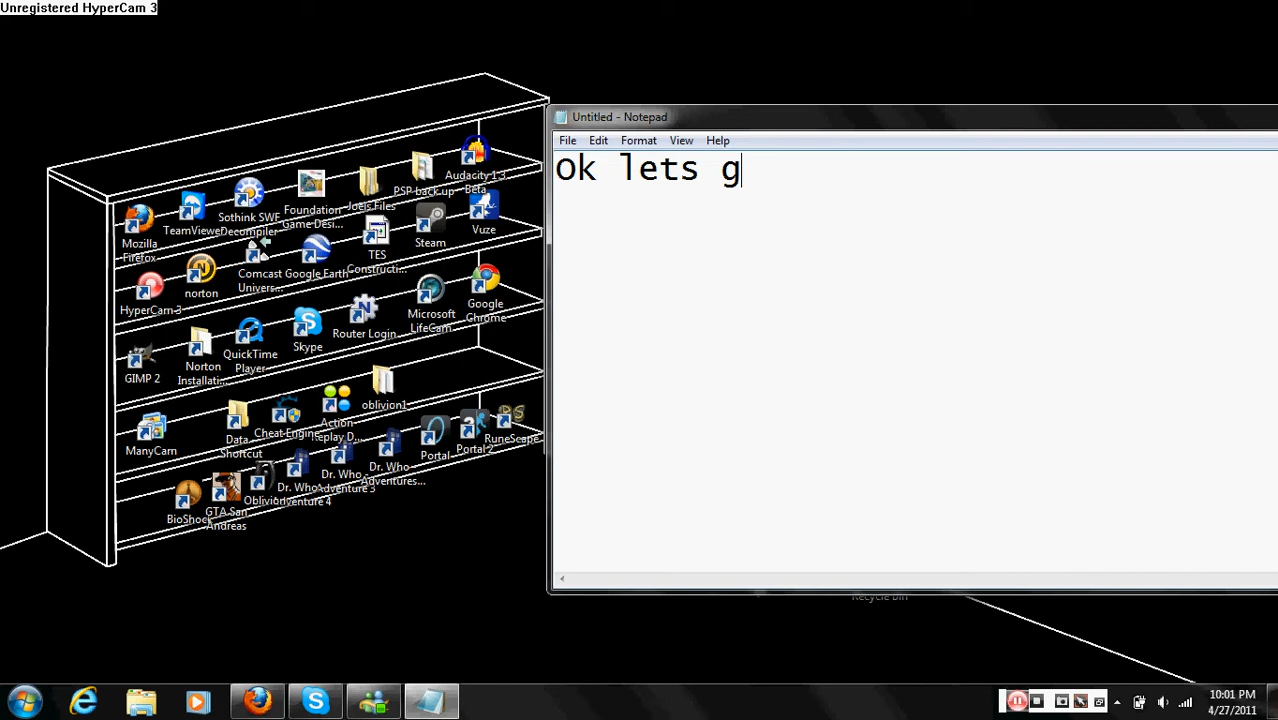 Unregistered HyperCam 3
Untitled - Notepad
File Edit Format View Help
Ok lets g
Audacity 1.3
Beta
PSP back up
Joels Files
Foundation
Game Desi...
Sothink SWF
Decompiler
TeamViewer
Mozilla
Firefox
Vuze
Steam
TES
Constructi...
Google Earth
Comcast
Univers...
norton
HyperCam 3
Google
Chrome
Microsoft
LifeCam
Router Login
Skype
QuickTime
Player
Norton
Installati...
GIMP 2
oblivion1
Action
Replay D...
Cheat Engine
Data
Shortcut
ManyCam
RuneScape
Portal 2
Portal
Dr. Who
Adventures...
Dr. Who
Adventure 3
Dr. Who
Adventure 4
Oblivion
GTA San
Andreas
BioShock
Recycle Bin
10:01 PM
4/27/2011